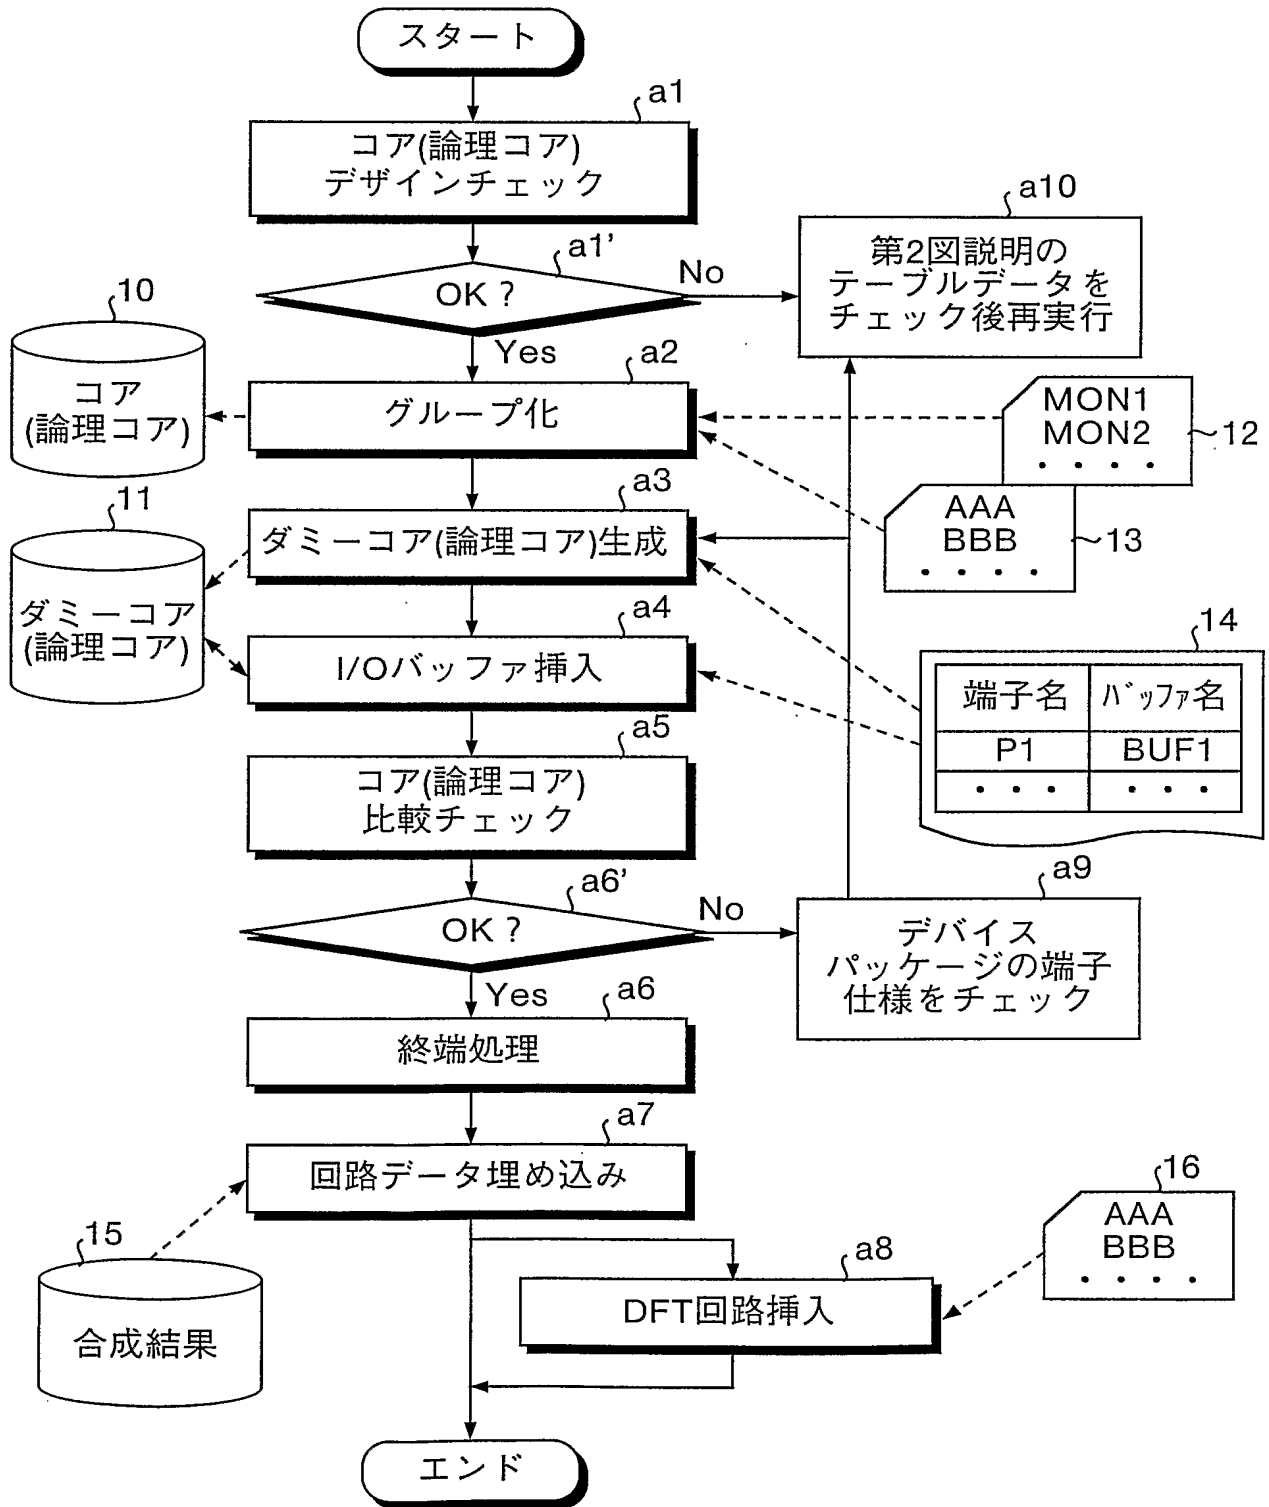 スタート
a1
コア(論理コア)
デザインチェック
a1’
OK ?
No
Yes
a10
第2図説明の
テーブルデータを
チェック後再実行
10
コア
(論理コア)
a2
グループ化
MON1
MON2
・・・・
12
AAA
BBB
・・・・
13
11
ダミーコア
(論理コア)
a3
ダミーコア(論理コア)生成
a4
I/Oバッファ挿入
14
端子名 バッファ名
P1 BUF1
・・・ ・・・
a5
コア(論理コア)
比較チェック
a6’
OK ?
No
Yes
a9
デバイス
パッケージの端子
仕様をチェック
a6
終端処理
a7
回路データ埋め込み
15
合成結果
a8
DFT回路挿入
16
AAA
BBB
・・・・
エンド